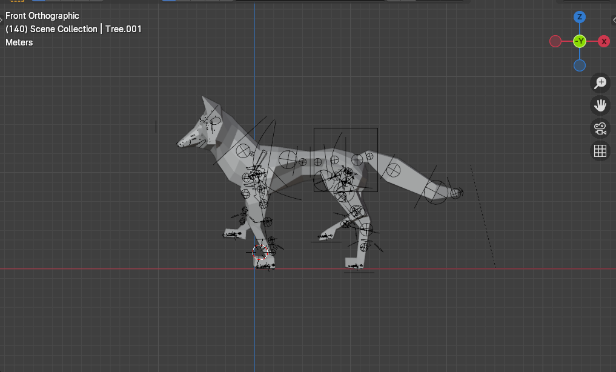 Front Orthographic
(140) Scene Collection | Tree.001
Meters
Z
-Y
X